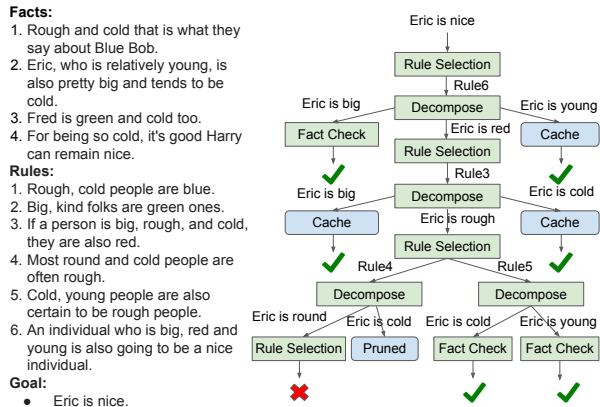 Facts:
1. Rough and cold that is what they
say about Blue Bob.
2. Eric, who is relatively young, is
also pretty big and tends to be
cold.
3. Fred is green and cold too.
4. For being so cold, it's good Harry
can remain nice.
Rules:
1. Rough, cold people are blue.
2. Big, kind folks are green ones.
3. If a person is big, rough, and cold,
they are also red.
4. Most round and cold people are
often rough.
5. Cold, young people are also
certain to be rough people.
6. An individual who is big, red and
young is also going to be a nice
individual.
Goal:
● Eric is nice.
Eric is nice
Rule Selection
Rule6
Eric is big
Decompose
Eric is young
Fact Check
Eric is red
Cache
Rule Selection
Rule3
Eric is big
Decompose
Eric is cold
Cache
Eric is rough
Cache
Rule Selection
Rule4
Rule5
Decompose
Decompose
Eric is round
Eric is cold
Eric is cold
Eric is young
Rule Selection
Pruned
Fact Check
Fact Check